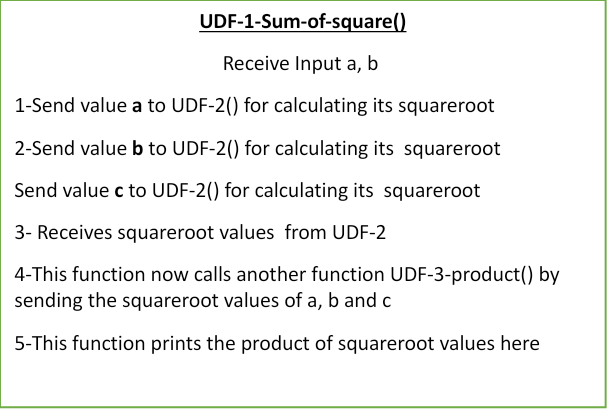 UDF-1-Sum-of-square()
Receive Input a, b
1-Send value a to UDF-2() for calculating its squareroot
2-Send value b to UDF-2() for calculating its  squareroot
Send value c to UDF-2() for calculating its  squareroot
3- Receives squareroot values  from UDF-2
4-This function now calls another function UDF-3-product() by
sending the squareroot values of a, b and c
5-This function prints the product of squareroot values here